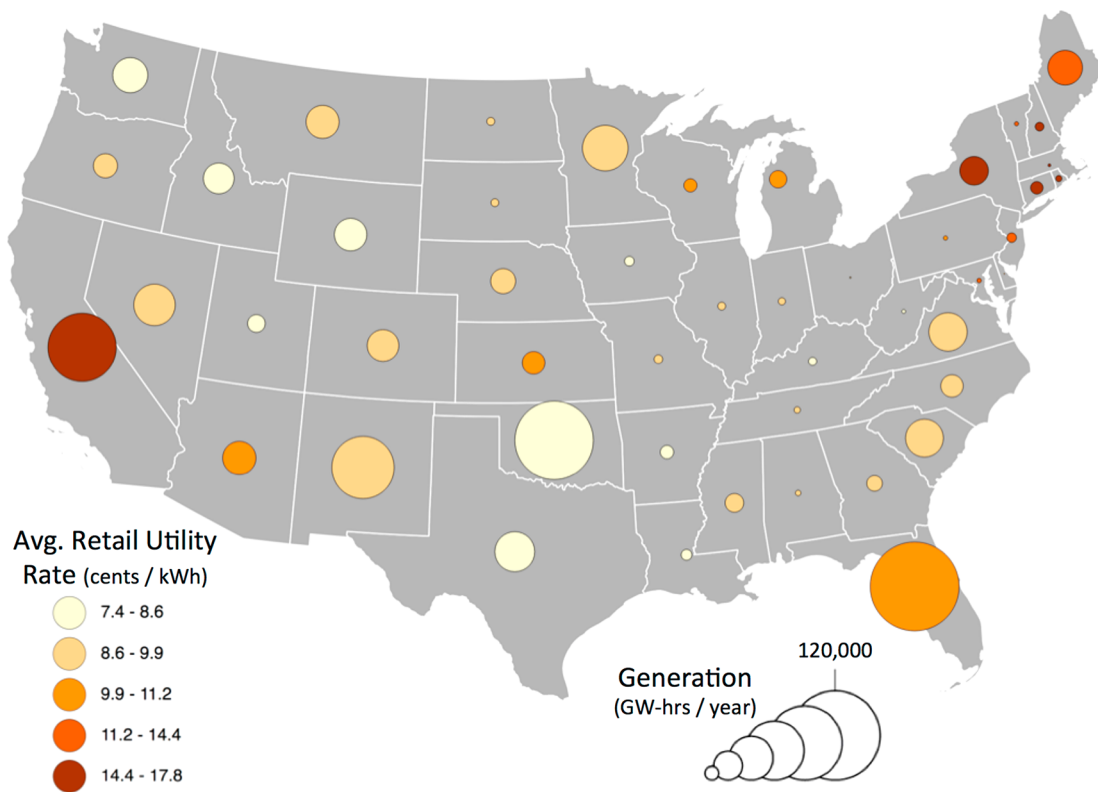 Avg. Retail Utility
Rate (cents / kWh)
7.4 - 8.6
8.6 - 9.9
9.9 - 11.2
11.2 - 14.4
14.4 - 17.8
120,000
Generation
(GW-hrs / year)